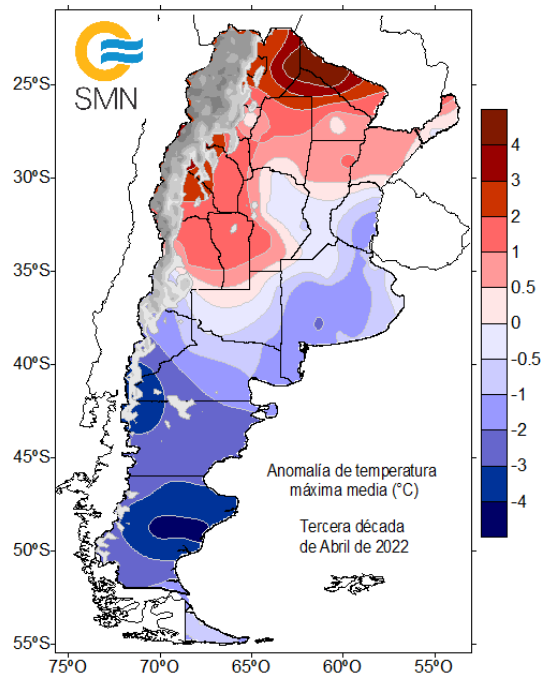 SMN
25ºS
30ºS
35ºS
40ºS
45ºS
50ºS
55ºS
75ºO
70ºO
65ºO
60ºO
55ºO
4
3
2
1
0.5
0
-0.5
-1
-2
-3
-4
Anomalía de temperatura
máxima media (°C)
Tercera década
de Abril de 2022